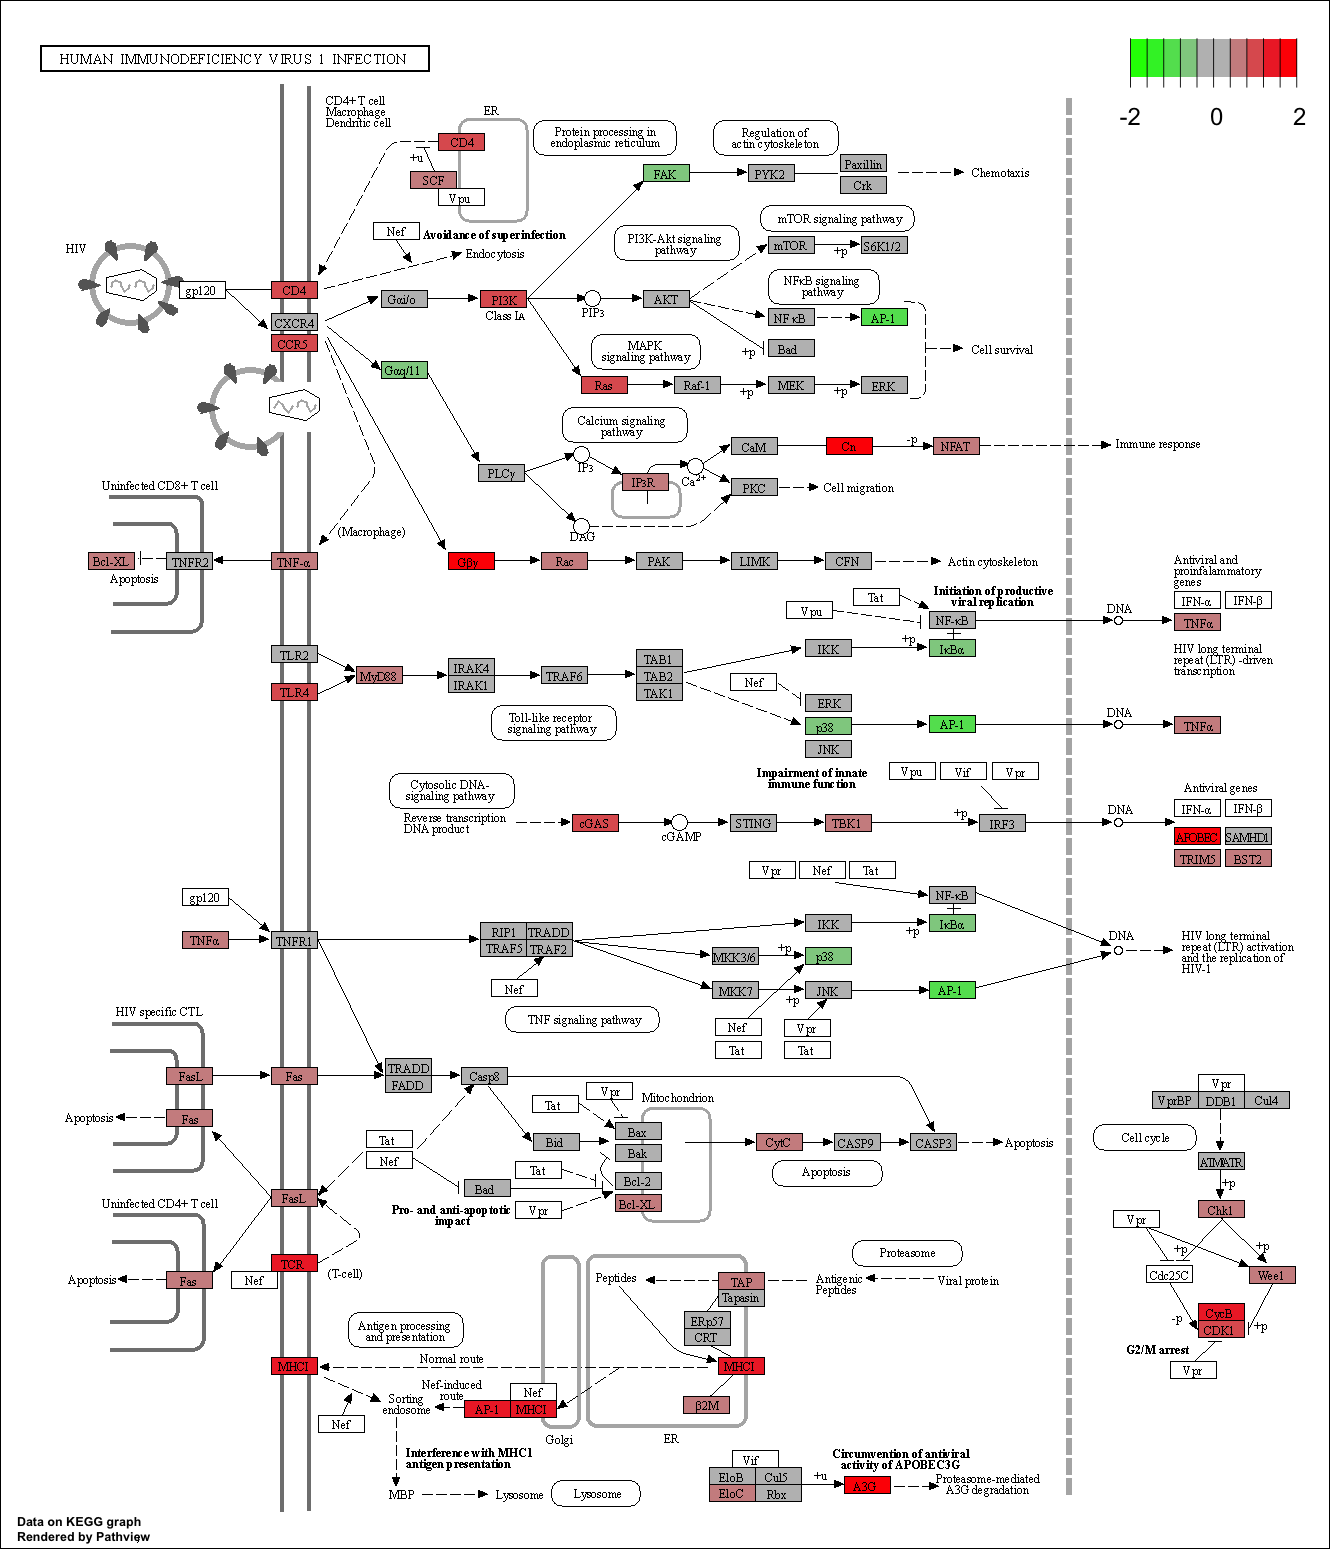 HUMAN IMMUNODEFICIENCY VIRUS 1 INFECTION
-2 0 2
CD4+ T cell
Macrophage
Dendritic cell
ER
CD4
+u
SCF
Vpu
Protein processing in
endoplasmic reticulum
Regulation of
actin cytoskeleton
FAK
PYK2
Paxillin
Crk
Chemotaxis
HIV
Nef
Avoidance of superinfection
Endocytosis
PI3K-Akt signaling
pathway
mTOR signaling pathway
mTOR
+p
S6K1/2
gp120
CD4
CXCR4
CCR5
Gαi/o
PI3K
Class IA
PIP3
AKT
NFκB signaling
pathway
NFκB
AP-1
+p
Bad
Cell survival
MAPK
signaling pathway
Gαq/11
Ras
Raf-1
+p
MEK
+p
ERK
Calcium signaling
pathway
PLCγ
IP3
IP3R
Ca2+
CaM
Cn
-p
NFAT
Immune response
PKC
Cell migration
DAG
Uninfected CD8+ T cell
(Macrophage)
Bcl-XL
Apoptosis
TNFR2
TNF-α
Gβγ
Rac
PAK
LIMK
CFN
Actin cytoskeleton
Antiviral and
proinfalammatory
genes
IFN-α
IFN-β
TNFα
HIV long terminal
repeat (LTR) -driven
transcription
Initiation of productive
viral replication
Tat
Vpu
NF-κB
DNA
+p
IKK
IκBα
TLR2
TLR4
MyD88
IRAK4
IRAK1
TRAF6
TAB1
TAB2
TAK1
Nef
ERK
p38
JNK
AP-1
DNA
TNFα
Toll-like receptor
signaling pathway
Impairment of innate
immune function
Vpu
Vif
Vpr
Cytosolic DNA-
signaling pathway
Reverse transcription
DNA product
cGAS
cGAMP
STING
TBK1
+p
IRF3
DNA
Antiviral genes
IFN-α
IFN-β
APOBEC
SAMHD1
TRIM5
BST2
Vpr
Nef
Tat
gp120
TNFα
TNFR1
RIP1
TRADD
TRAF5
TRAF2
Nef
IKK
+p
NF-κB
IκBα
MKK3/6
+p
p38
MKK7
+p
JNK
AP-1
DNA
HIV long terminal
repeat (LTR) activation
and the replication of
HIV-1
TNF signaling pathway
Nef
Tat
Vpr
Tat
HIV specific CTL
FasL
Fas
Apoptosis
Fas
TRADD
FADD
Casp8
Vpr
Tat
Mitochondrion
Bax
Bak
Bid
Tat
Nef
Tat
Bcl-2
Bcl-XL
Bad
Vpr
Pro- and anti-apoptotic
impact
CytC
CASP9
CASP3
Apoptosis
Apoptosis
Vpr
VprBP
DDB1
Cul4
Cell cycle
ATM/ATR
+p
Chk1
Vpr
+p
+p
Cdc25C
Wee1
CycB
CDK1
-p
+p
G2/M arrest
Vpr
Uninfected CD4+ T cell
FasL
Apoptosis
Fas
Nef
TCR
(T-cell)
Proteasome
Peptides
TAP
Tapasin
Antigenic
Peptides
Viral protein
ERp57
CRT
Antigen processing
and presentation
MHCI
Normal route
MHCI
Nef-induced
route
Nef
AP-1
MHCI
β2M
Nef
Sorting
endosome
Golgi
ER
Interference with MHC1
antigen presentation
MBP
Lysosome
Lysosome
Vif
EloB
Cul5
EloC
Rbx
+u
Circumvention of antiviral
activity of APOBEC3G
A3G
Proteasome-mediated
A3G degradation
Data on KEGG graph
Rendered by Pathview